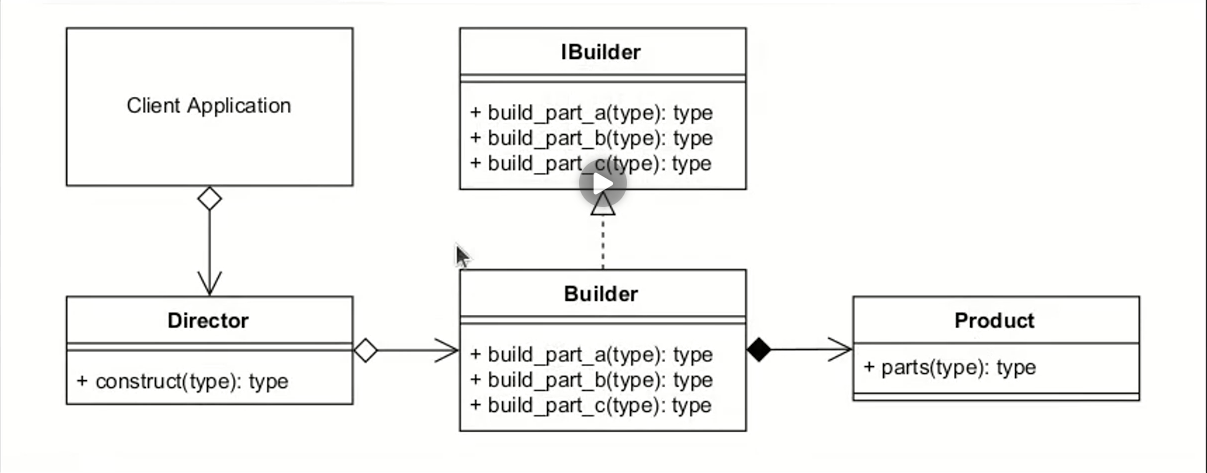 Client Application
IBuilder
+ build_part_a(type): type
+ build_part_b(type): type
+ build_part_c(type): type
Director
+ construct(type): type
Builder
+ build_part_a(type): type
+ build_part_b(type): type
+ build_part_c(type): type
Product
+ parts(type): type